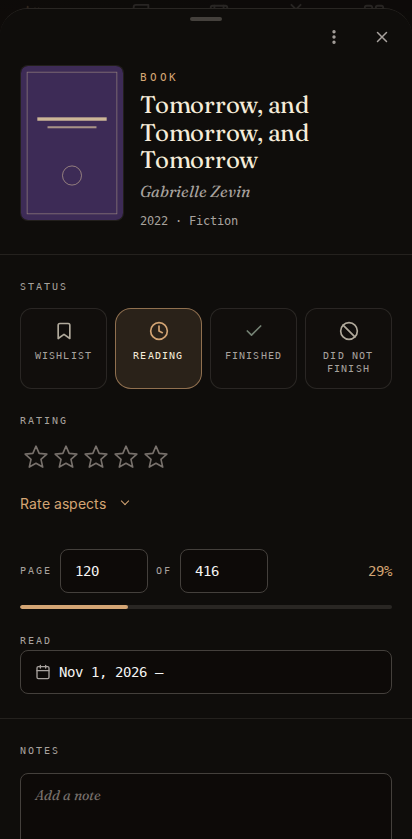 BOOK
Tomorrow, and
Tomorrow, and
Tomorrow
Gabrielle Zevin
2022 · Fiction
STATUS
WISHLIST
READING
FINISHED
DID NOT
FINISH
RATING
Rate aspects
PAGE 120 OF 416 29%
READ
Nov 1, 2026 —
NOTES
Add a note